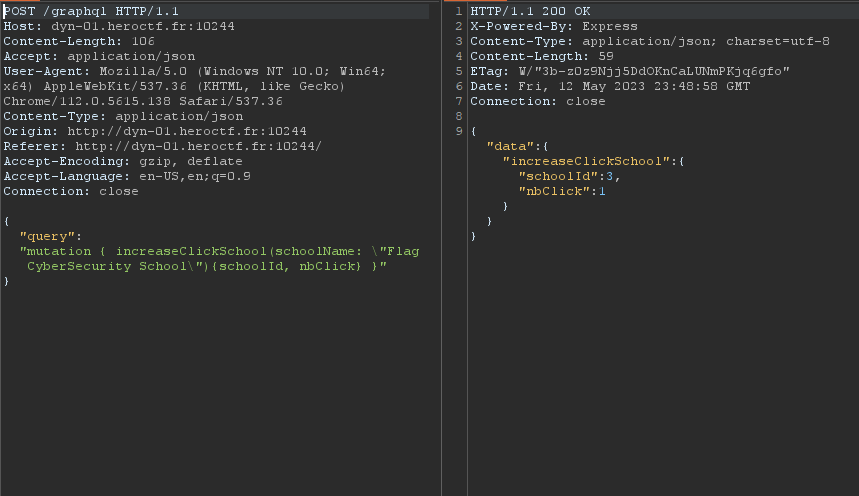 POST /graphql HTTP/1.1
Host: dyn-01.heroctf.fr:10244
Content-Length: 106
Accept: application/json
User-Agent: Mozilla/5.0 (Windows NT 10.0; Win64;
x64) AppleWebKit/537.36 (KHTML, like Gecko)
Chrome/112.0.5615.138 Safari/537.36
Content-Type: application/json
Origin: http://dyn-01.heroctf.fr:10244
Referer: http://dyn-01.heroctf.fr:10244/
Accept-Encoding: gzip, deflate
Accept-Language: en-US,en;q=0.9
Connection: close
{
"query":
"mutation { increaseClickSchool(schoolName: \"Flag
CyberSecurity School\"){schoolId, nbClick} }"
}
1 HTTP/1.1 200 OK
2 X-Powered-By: Express
3 Content-Type: application/json; charset=utf-8
4 Content-Length: 59
5 ETag: W/"3b-z0z9Njj5DdOKnCaLUNmPKjq6gfo"
6 Date: Fri, 12 May 2023 23:48:58 GMT
7 Connection: close
8
9 {
"data":{
"increaseClickSchool":{
"schoolId":3,
"nbClick":1
}
}
}